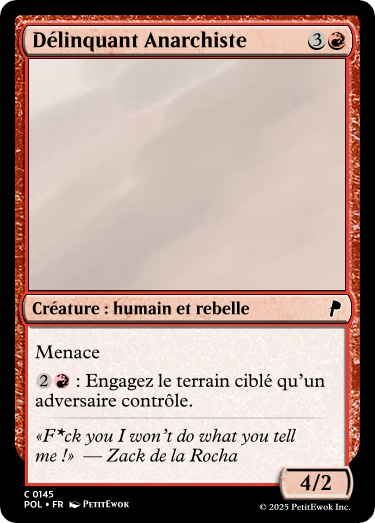 Délinquant Anarchiste 3
Créature : humain et rebelle
Menace
2 : Engagez le terrain ciblé qu'un
adversaire contrôle.
«F*ck you I won't do what you tell
me !» — Zack de la Rocha
4/2
C 0145
POL • FR PetitEwok
© 2025 PetitEwok Inc.